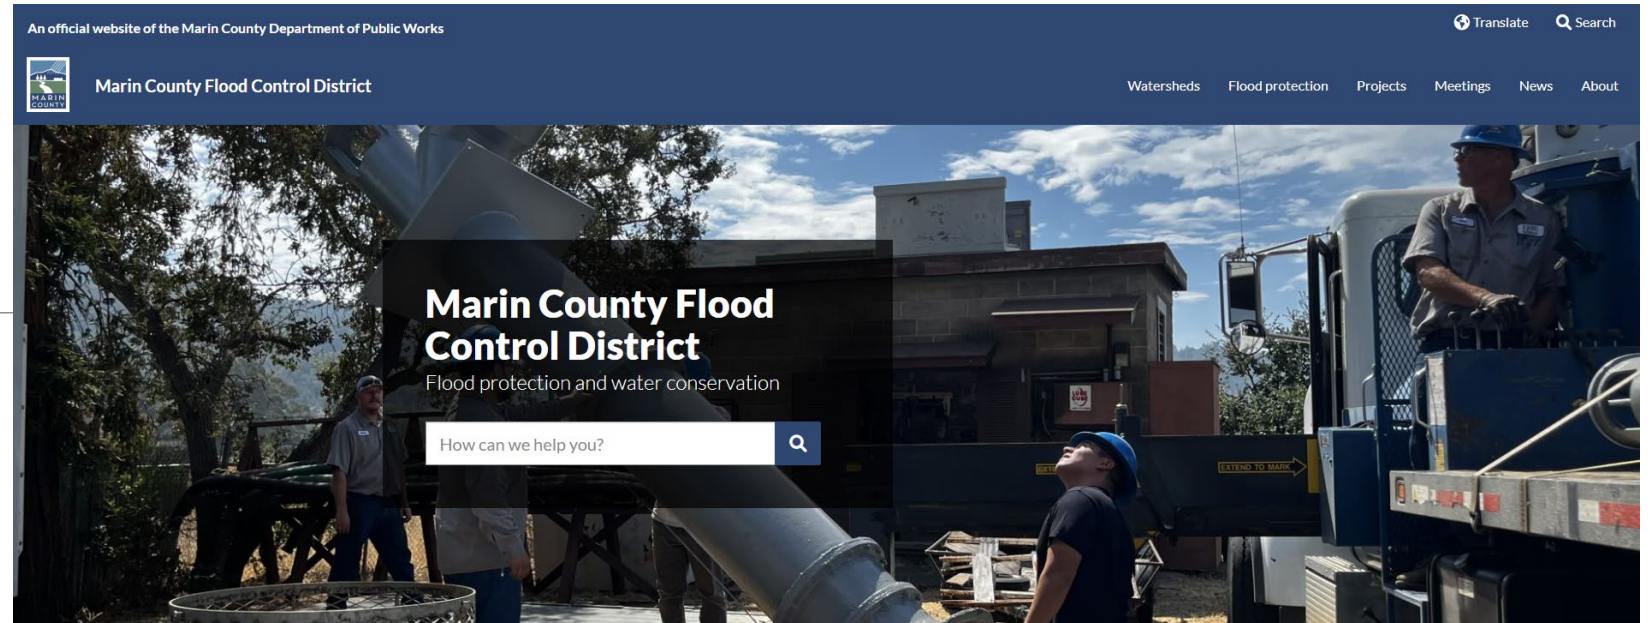 An official website of the Marin County Department of Public Works
Translate
Search
MARIN
COUNTY
Marin County Flood Control District
Watersheds
Flood protection
Projects
Meetings
News
About
Marin County Flood
Control District
Flood protection and water conservation
How can we help you?
LUBE
CUBE
EXTEND TO MARK